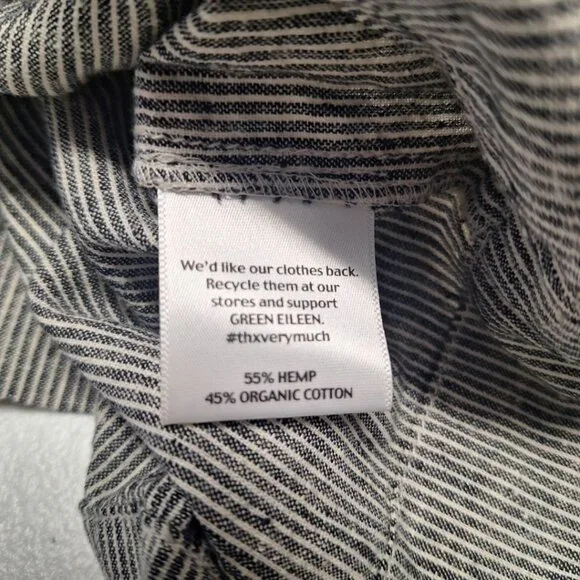 We'd like our clothes back.
Recycle them at our
stores and support
GREEN EILEEN.
#thxverymuch
55% HEMP
45% ORGANIC COTTON